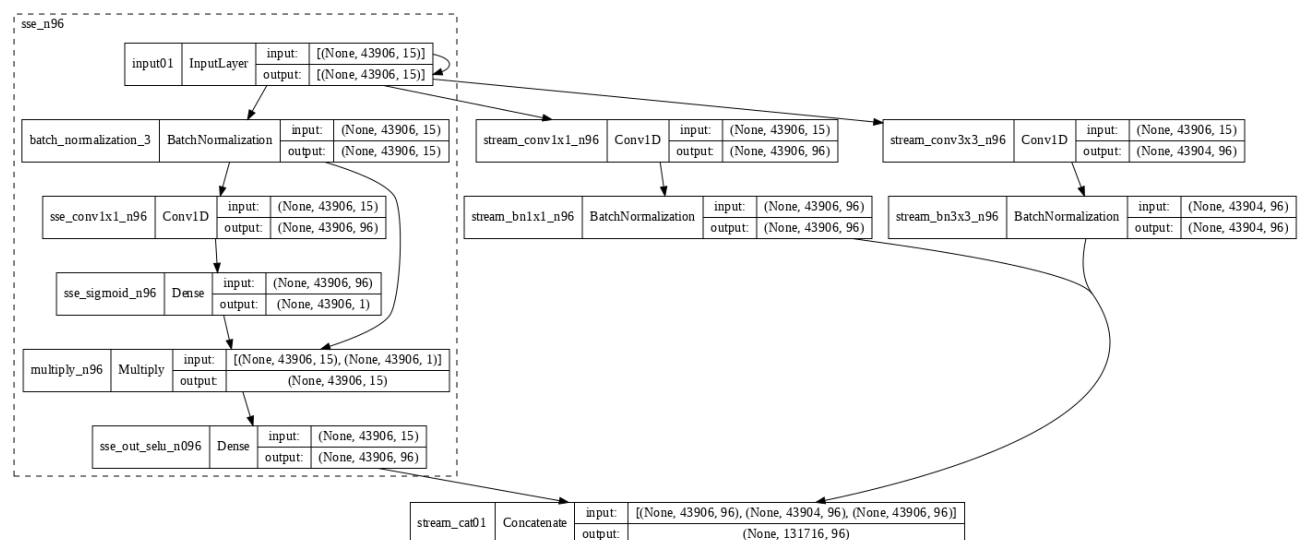 sse_n96
input01 InputLayer input: [(None, 43906, 15)]
output: [(None, 43906, 15)]
batch_normalization_3 BatchNormalization input: (None, 43906, 15)
output: (None, 43906, 15)
stream_conv1x1_n96 Conv1D input: (None, 43906, 15)
output: (None, 43906, 96)
stream_conv3x3_n96 Conv1D input: (None, 43906, 15)
output: (None, 43904, 96)
sse_conv1x1_n96 Conv1D input: (None, 43906, 15)
output: (None, 43906, 96)
stream_bn1x1_n96 BatchNormalization input: (None, 43906, 96)
output: (None, 43906, 96)
stream_bn3x3_n96 BatchNormalization input: (None, 43904, 96)
output: (None, 43904, 96)
sse_sigmoid_n96 Dense input: (None, 43906, 96)
output: (None, 43906, 1)
multiply_n96 Multiply input: [(None, 43906, 15), (None, 43906, 1)]
output: (None, 43906, 15)
sse_out_selu_n096 Dense input: (None, 43906, 15)
output: (None, 43906, 96)
stream_cat01 Concatenate input: [(None, 43906, 96), (None, 43904, 96), (None, 43906, 96)]
output: (None, 131716, 96)